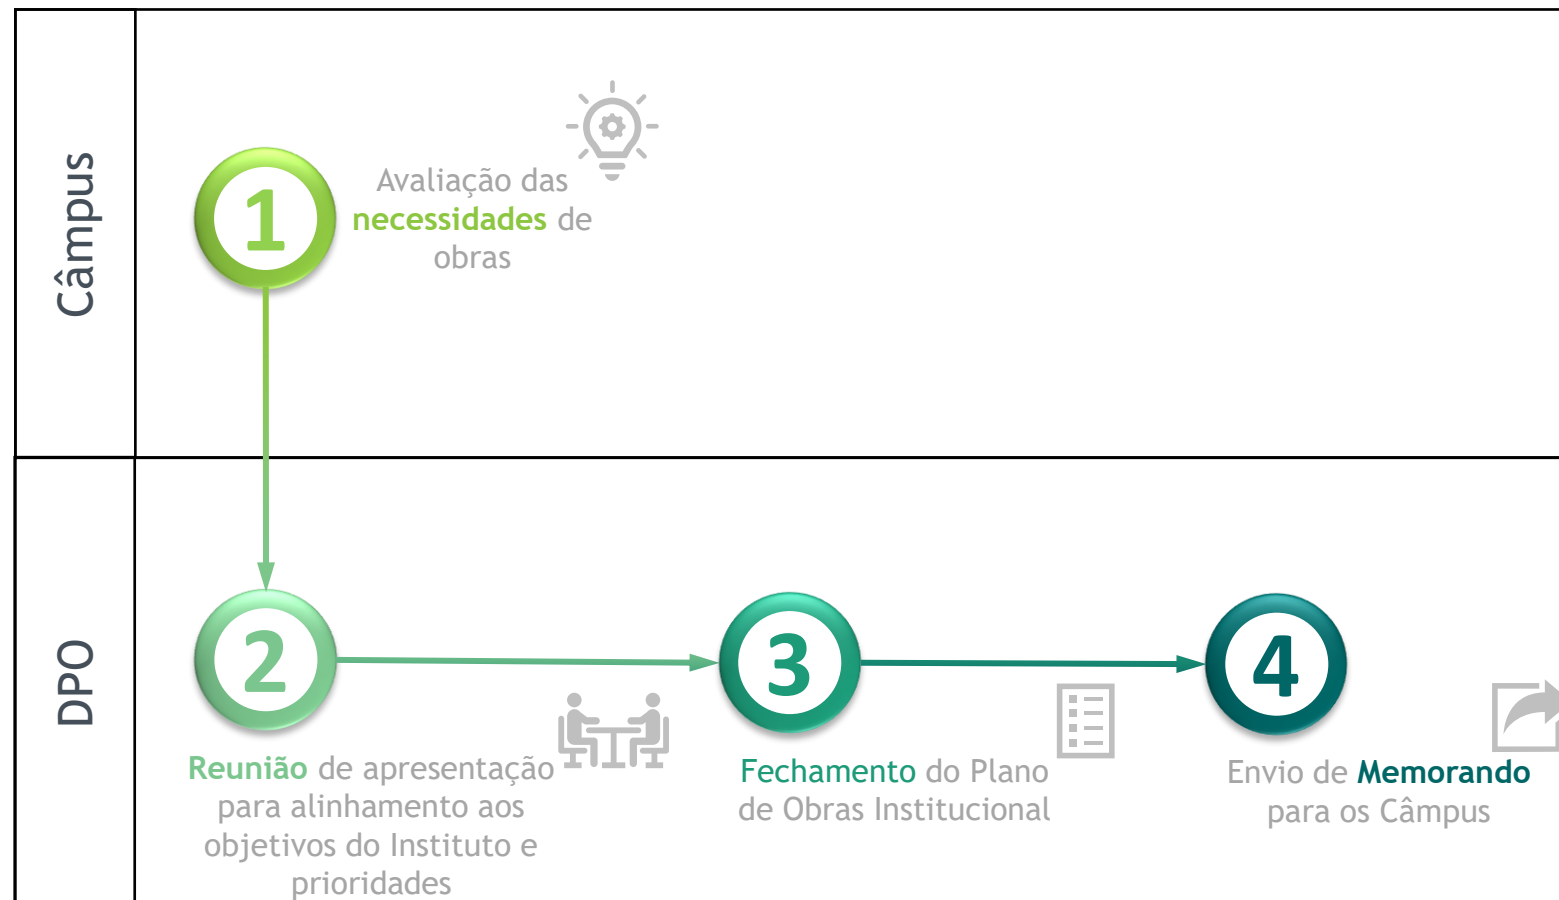 Câmpus
1
Avaliação das
necessidades de
obras
DPO
2
Reunião de apresentação
para alinhamento aos
objetivos do Instituto e
prioridades
3
Fechamento do Plano
de Obras Institucional
4
Envio de Memorando
para os Câmpus